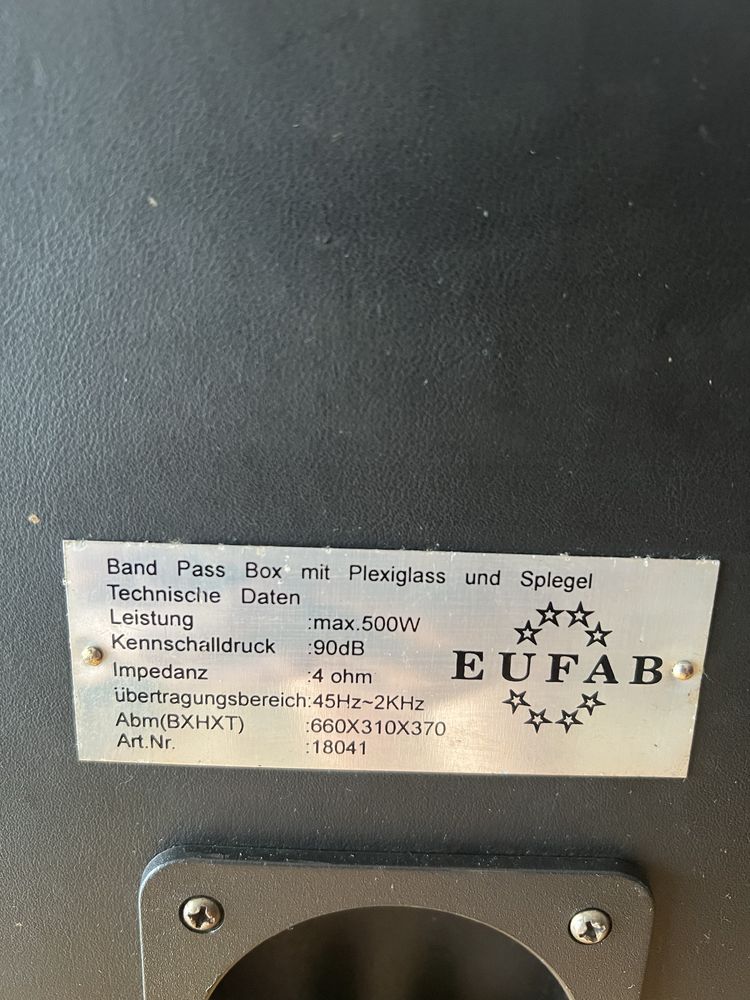 Band Pass Box mit Plexiglass und Splegel
Technische Daten
Leistung :max.500W
Kennschalldruck :90dB
Impedanz :4 ohm
übertragungsbereich:45Hz~2KHz
Abm(BXHXT) :660X310X370
Art.Nr. :18041
EUFAB